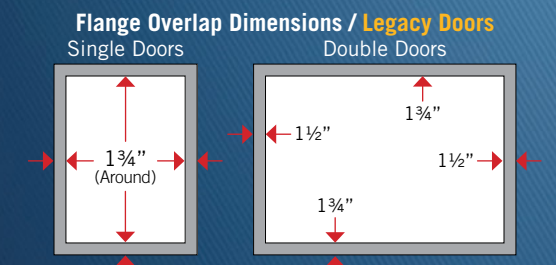 Flange Overlap Dimensions / Legacy Doors
Single Doors
Double Doors
1¾”
(Around)
1½”
1¾”
1½”
1¾”